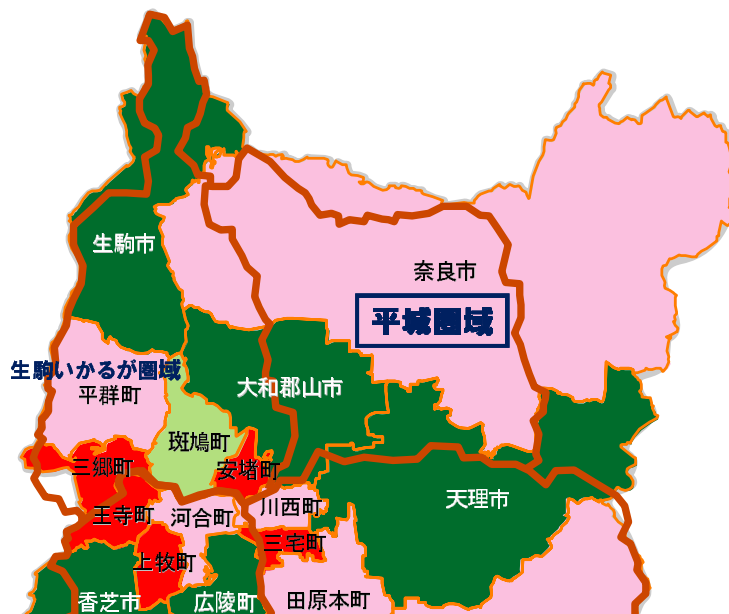 生駒市
奈良市
平城圏域
生駒いかるが圏域
平群町
大和郡山市
斑鳩町
三郷町
安堵町
天理市
川西町
王寺町
河合町
三宅町
上牧町
香芝市
広陵町
田原本町